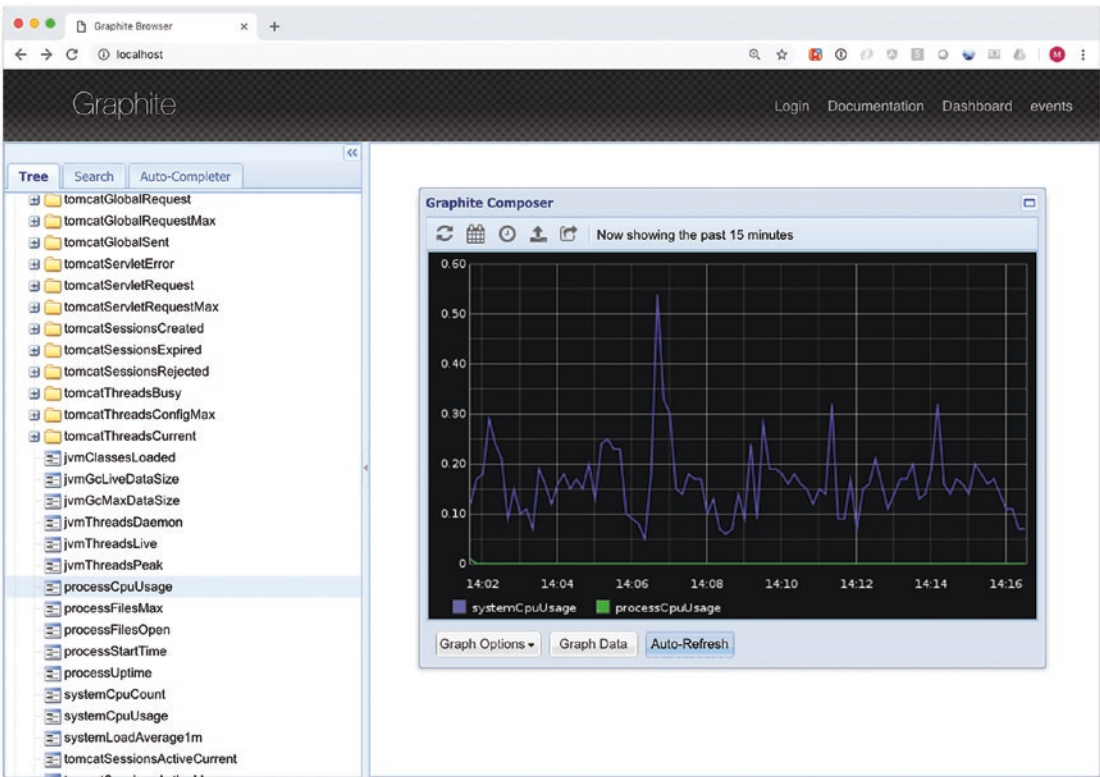 Graphite Browser
localhost
M
Graphite
Login Documentation Dashboard events
Tree Search Auto-Completer
tomcatGlobalRequest
tomcatGlobalRequestMax
tomcatGlobalSent
tomcatServletError
tomcatServletRequest
tomcatServletRequestMax
tomcatSessionsCreated
tomcatSessionsExpired
tomcatSessionsRejected
tomcatThreadsBusy
tomcatThreadsConfigMax
tomcatThreadsCurrent
jvmClassesLoaded
jvmGcLiveDataSize
jvmGcMaxDataSize
jvmThreadsDaemon
jvmThreadsLive
jvmThreadsPeak
processCpuUsage
processFilesMax
processFilesOpen
processStartTime
processUptime
systemCpuCount
systemCpuUsage
systemLoadAverage1m
tomcatSessionsActiveCurrent
Graphite Composer
Now showing the past 15 minutes
0.60
0.50
0.40
0.30
0.20
0.10
0
14:02 14:04 14:06 14:08 14:10 14:12 14:14 14:16
systemCpuUsage processCpuUsage
Graph Options Graph Data Auto-Refresh